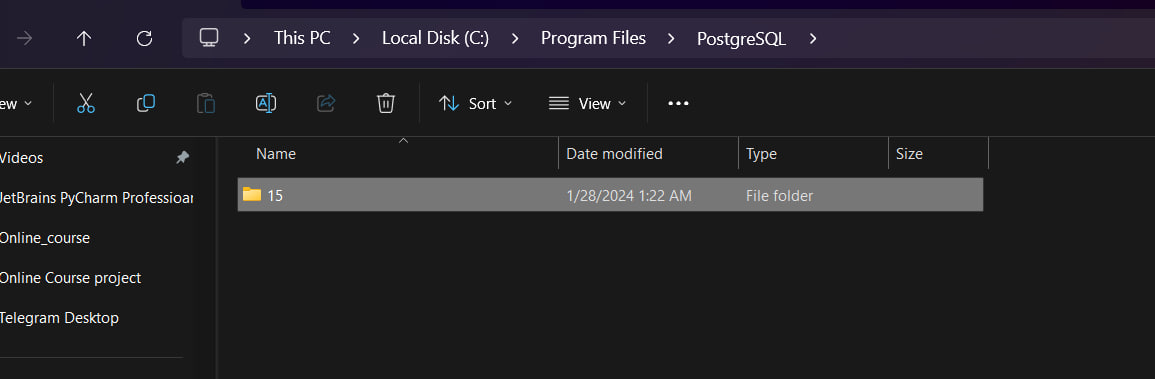 This PC > Local Disk (C:) > Program Files > PostgreSQL >
ew Sort View
Name Date modified Type Size
Videos
JetBrains PyCharm Professionar
15 1/28/2024 1:22 AM File folder
Online_course
Online Course project
Telegram Desktop